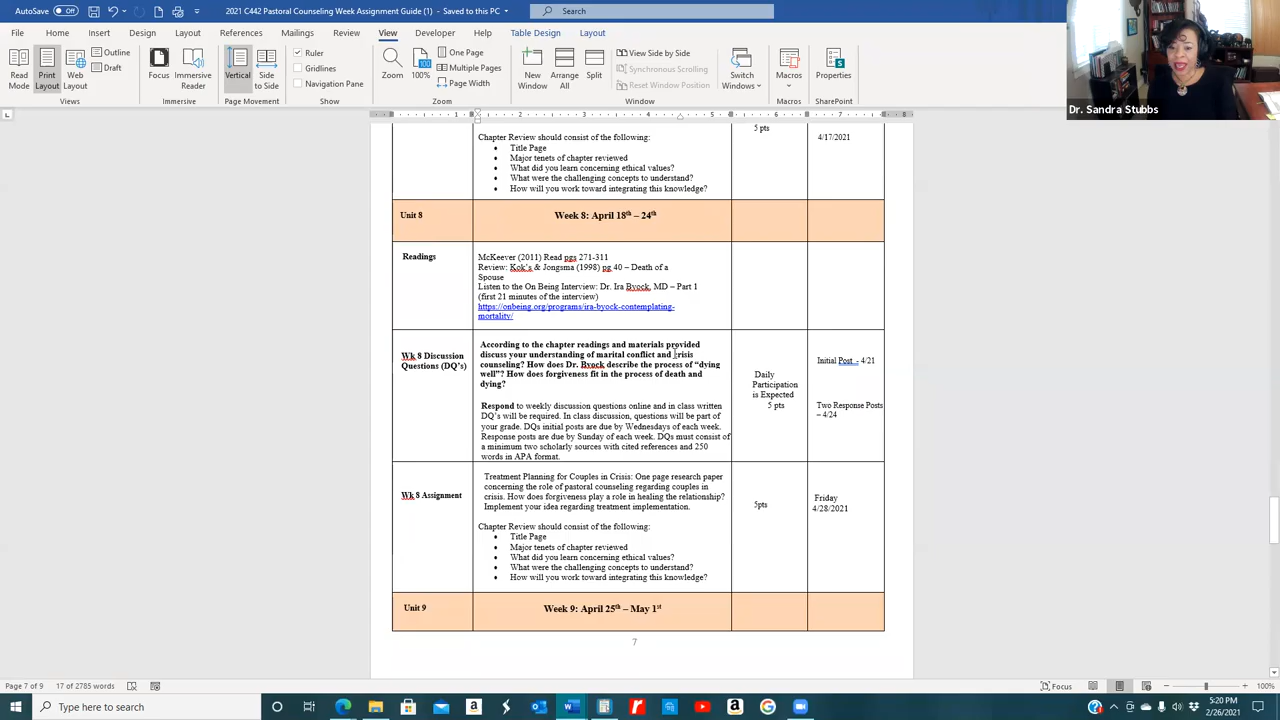 AutoSave Off 2021 C442 Pastoral Counseling Week Assignment Guide (1) - Saved to this PC Search
File Home Insert Design Layout References Mailings Review View Developer Help Table Design Layout
Read Mode Print Layout Web Layout Outline Draft Focus Immersive Reader Vertical Side to Side Ruler Gridlines Navigation Pane Zoom 100% One Page Multiple Pages Page Width New Window Arrange All Split View Side by Side Synchronous Scrolling Reset Window Position Switch Windows Macros Properties
Views Immersive Page Movement Show Zoom Window Macros SharePoint
Dr. Sandra Stubbs
5 pts
Chapter Review should consist of the following: 4/17/2021
• Title Page
• Major tenets of chapter reviewed
• What did you learn concerning ethical values?
• What were the challenging concepts to understand?
• How will you work toward integrating this knowledge?
Unit 8 Week 8: April 18th – 24th
Readings McKeever (2011) Read pgs 271-311
Review: Kok's & Jongsma (1998) pg 40 – Death of a
Spouse
Listen to the On Being Interview: Dr. Ira Byock, MD – Part 1
(first 21 minutes of the interview)
https://onbeing.org/programs/ira-byock-contemplating-
mortality/
Wk 8 Discussion
Questions (DQ's)
According to the chapter readings and materials provided
discuss your understanding of marital conflict and crisis
counseling? How does Dr. Byock describe the process of "dying
well"? How does forgiveness fit in the process of death and
dying?
Respond to weekly discussion questions online and in class written
DQ's will be required. In class discussion, questions will be part of
your grade. DQs initial posts are due by Wednesdays of each week.
Response posts are due by Sunday of each week. DQs must consist of
a minimum two scholarly sources with cited references and 250
words in APA format.
Daily
Participation
is Expected
5 pts
Initial Post - 4/21
Two Response Posts
– 4/24
Wk 8 Assignment
Treatment Planning for Couples in Crisis: One page research paper
concerning the role of pastoral counseling regarding couples in
crisis. How does forgiveness play a role in healing the relationship?
Implement your idea regarding treatment implementation.
Chapter Review should consist of the following:
• Title Page
• Major tenets of chapter reviewed
• What did you learn concerning ethical values?
• What were the challenging concepts to understand?
• How will you work toward integrating this knowledge?
5pts
Friday
4/28/2021
Unit 9 Week 9: April 25th – May 1st
7
Page 7 of 9 17 of 2785 words Focus 100%
Type here to search 5:20 PM
2/26/2021